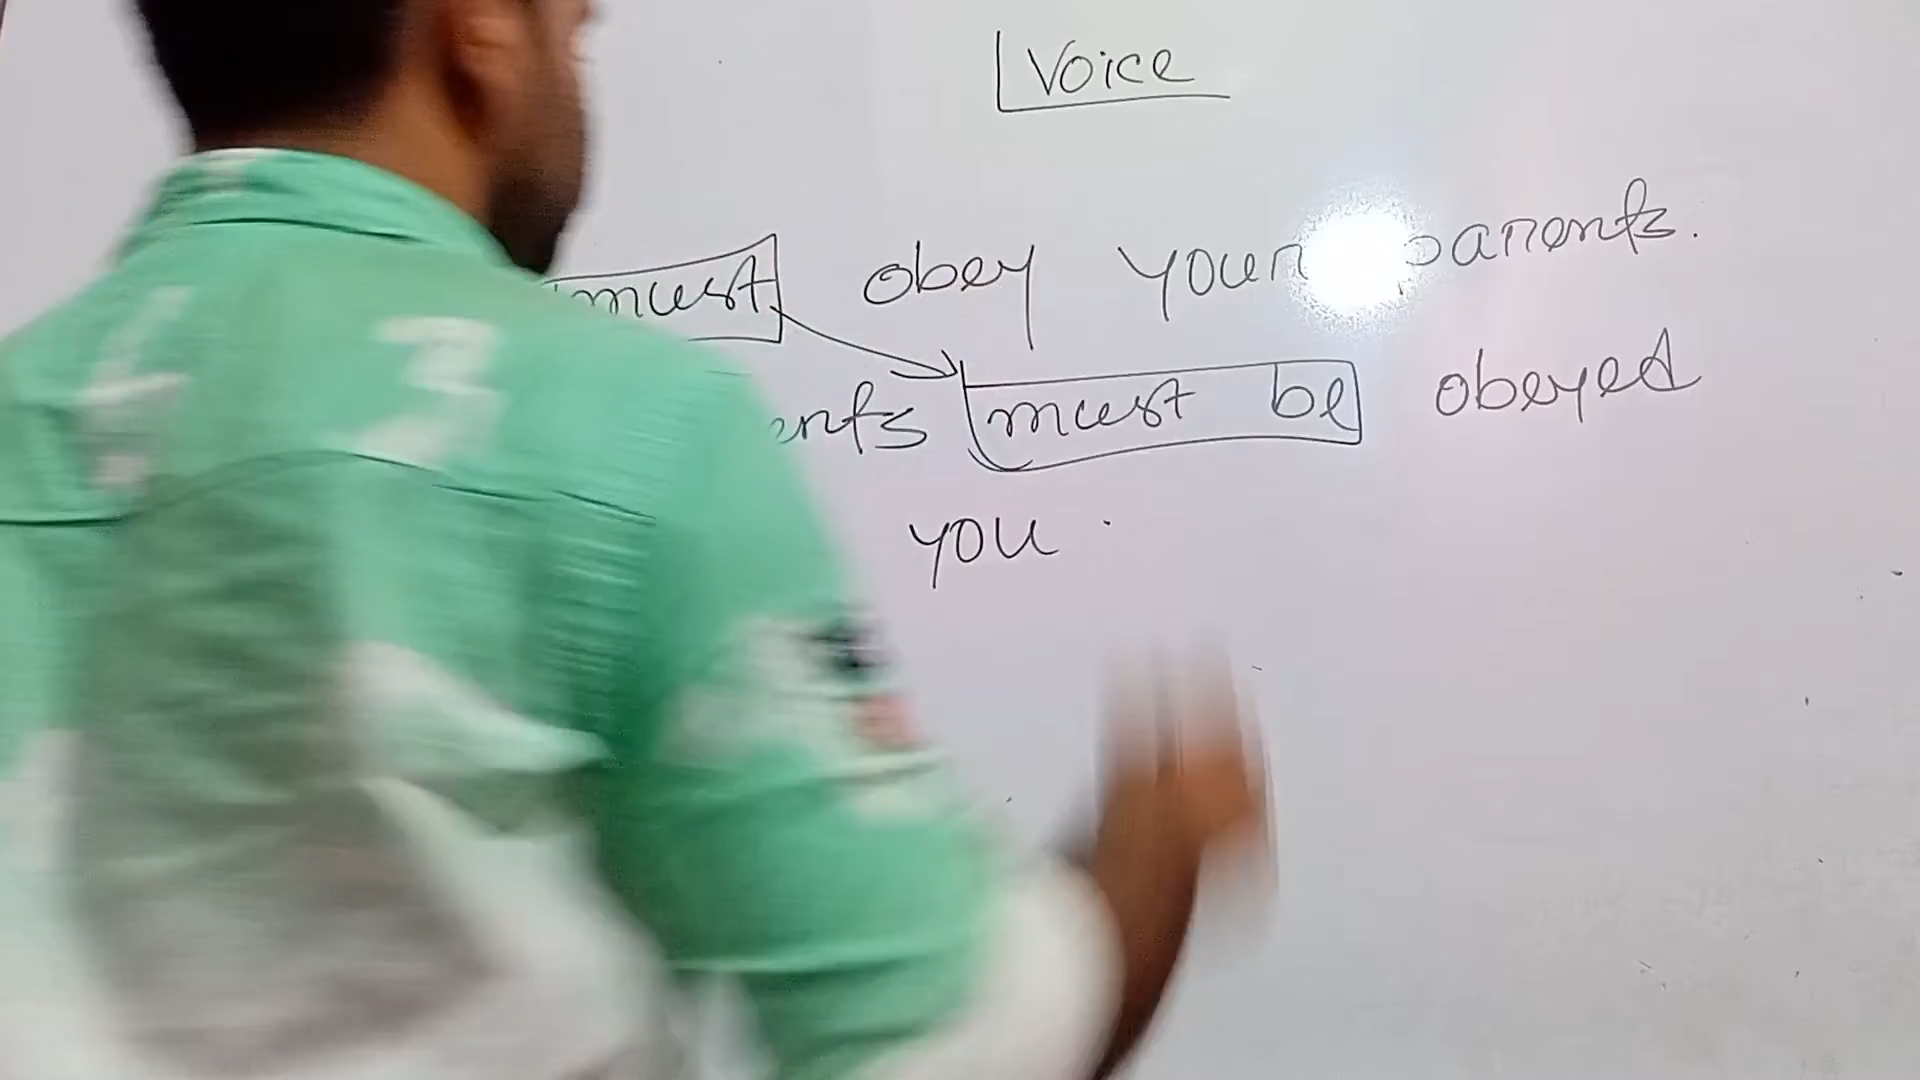 Voice
must obey your parents.
must be obeyed
you.